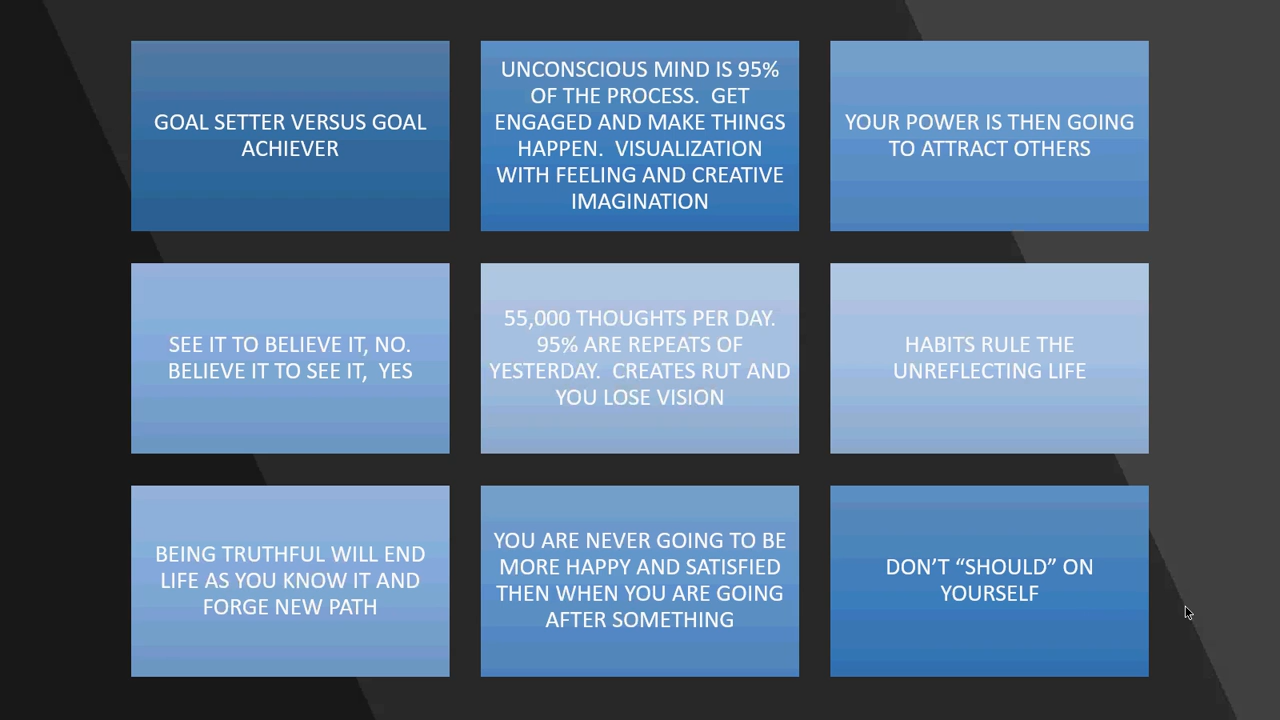 GOAL SETTER VERSUS GOAL
ACHIEVER
UNCONSCIOUS MIND IS 95%
OF THE PROCESS.  GET
ENGAGED AND MAKE THINGS
HAPPEN.  VISUALIZATION
WITH FEELING AND CREATIVE
IMAGINATION
YOUR POWER IS THEN GOING
TO ATTRACT OTHERS
SEE IT TO BELIEVE IT, NO.
BELIEVE IT TO SEE IT,  YES
55,000 THOUGHTS PER DAY.
95% ARE REPEATS OF
YESTERDAY.  CREATES RUT AND
YOU LOSE VISION
HABITS RULE THE
UNREFLECTING LIFE
BEING TRUTHFUL WILL END
LIFE AS YOU KNOW IT AND
FORGE NEW PATH
YOU ARE NEVER GOING TO BE
MORE HAPPY AND SATISFIED
THEN WHEN YOU ARE GOING
AFTER SOMETHING
DON’T “SHOULD” ON
YOURSELF